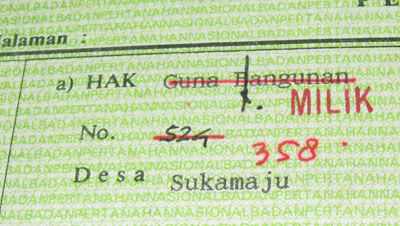 alaman :
a) HAK Guna Bangunan
MILIK
No. 524
358.
Desa Sukamaju